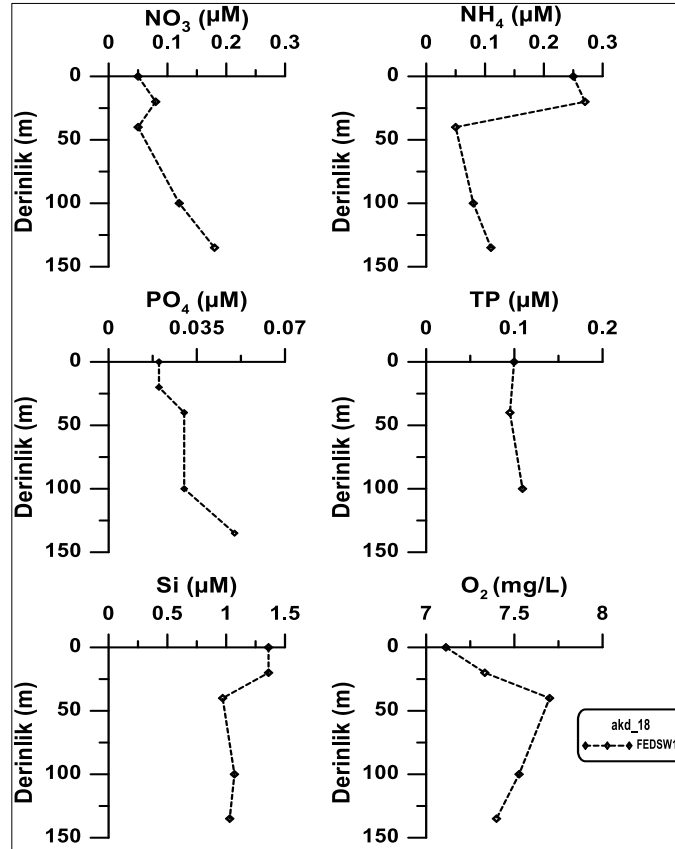 NO3 (µM)
0 0.1 0.2 0.3
0
50
100
150
Derinlik (m)
NH4 (µM)
0 0.1 0.2 0.3
0
50
100
150
Derinlik (m)
PO4 (µM)
0 0.035 0.07
0
50
100
150
Derinlik (m)
TP (µM)
0 0.1 0.2
0
50
100
150
Derinlik (m)
Si (µM)
0 0.5 1 1.5
0
50
100
150
Derinlik (m)
O2 (mg/L)
7 7.5 8
0
50
100
150
Derinlik (m)
akd_18
FEDSW1